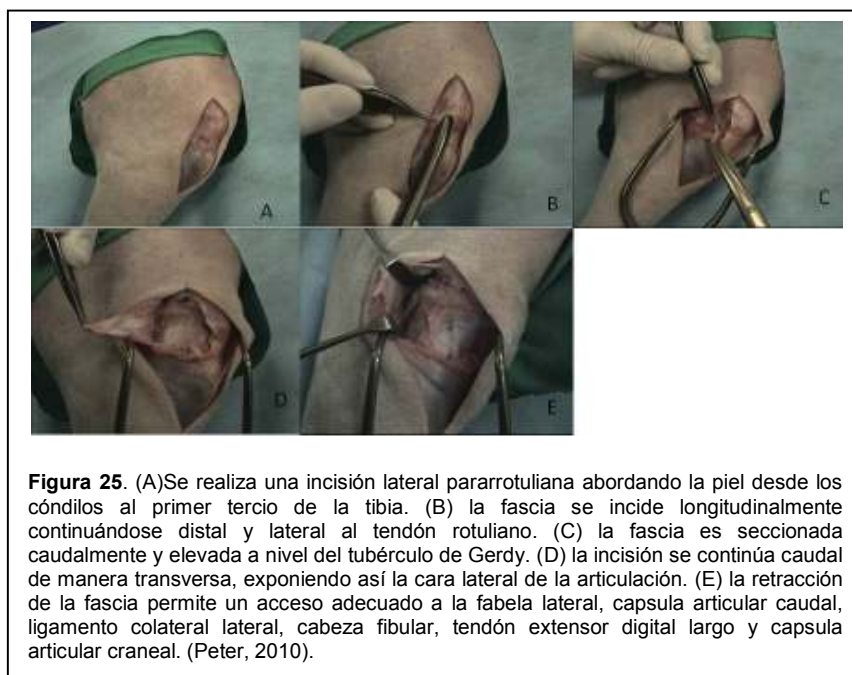 A
B
C
D
E
Figura 25. (A)Se realiza una incisión lateral pararrotuliana abordando la piel desde los
cóndilos al primer tercio de la tibia. (B) la fascia se incide longitudinalmente
continuándose distal y lateral al tendón rotuliano. (C) la fascia es seccionada
caudalmente y elevada a nivel del tubérculo de Gerdy. (D) la incisión se continúa caudal
de manera transversa, exponiendo así la cara lateral de la articulación. (E) la retracción
de la fascia permite un acceso adecuado a la fabela lateral, capsula articular caudal,
ligamento colateral lateral, cabeza fibular, tendón extensor digital largo y capsula
articular craneal. (Peter, 2010).